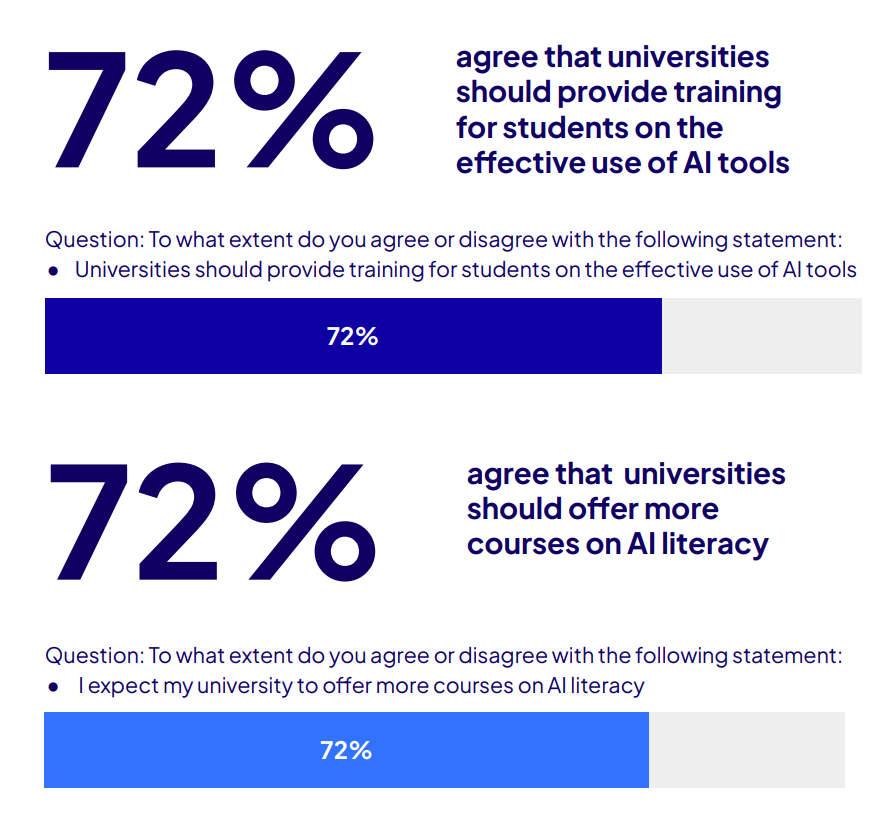 72%
agree that universities
should provide training
for students on the
effective use of AI tools
Question: To what extent do you agree or disagree with the following statement:
● Universities should provide training for students on the effective use of AI tools
72%
72%
agree that  universities
should offer more
courses on AI literacy
Question: To what extent do you agree or disagree with the following statement:
● I expect my university to offer more courses on AI literacy
72%